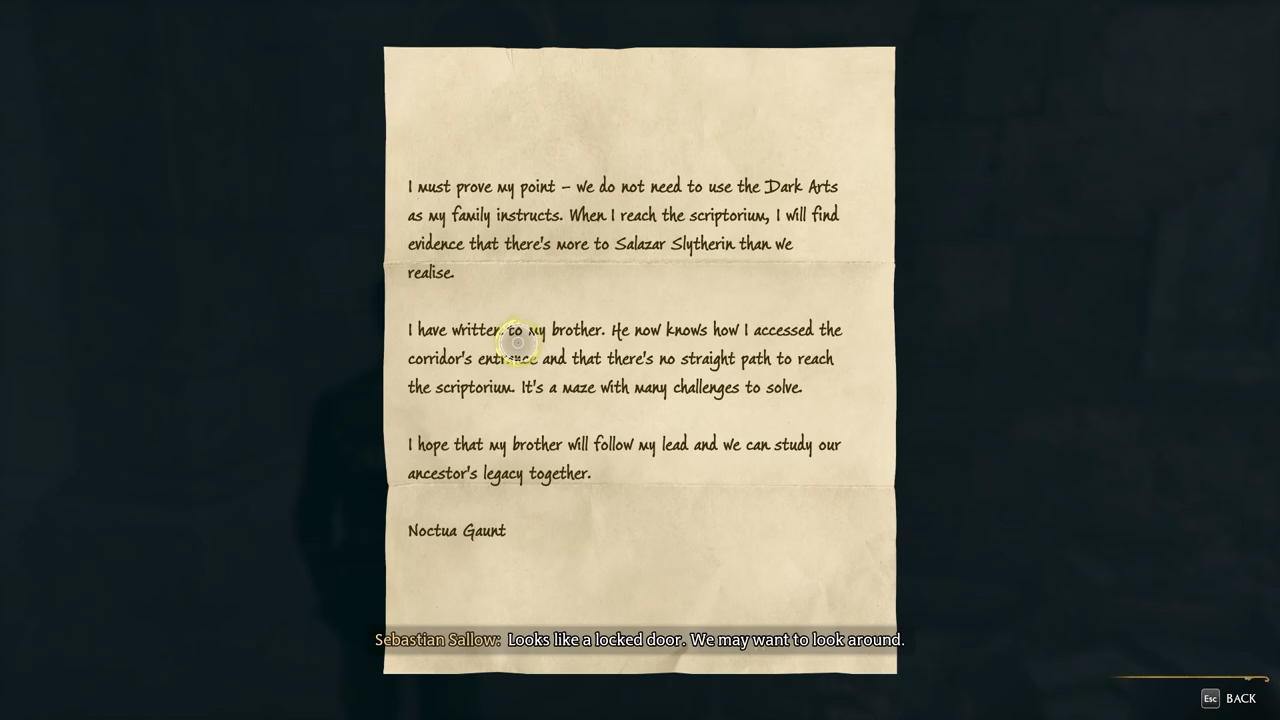 I must prove my point – we do not need to use the Dark Arts
as my family instructs. When I reach the scriptorium, I will find
evidence that there's more to Salazar Slytherin than we
realise.
I have written to my brother. He now knows how I accessed the
corridor's entrance and that there's no straight path to reach
the scriptorium. It's a maze with many challenges to solve.
I hope that my brother will follow my lead and we can study our
ancestor's legacy together.
Noctua Gaunt
Sebastian Sallow: Looks like a locked door. We may want to look around.
Esc BACK